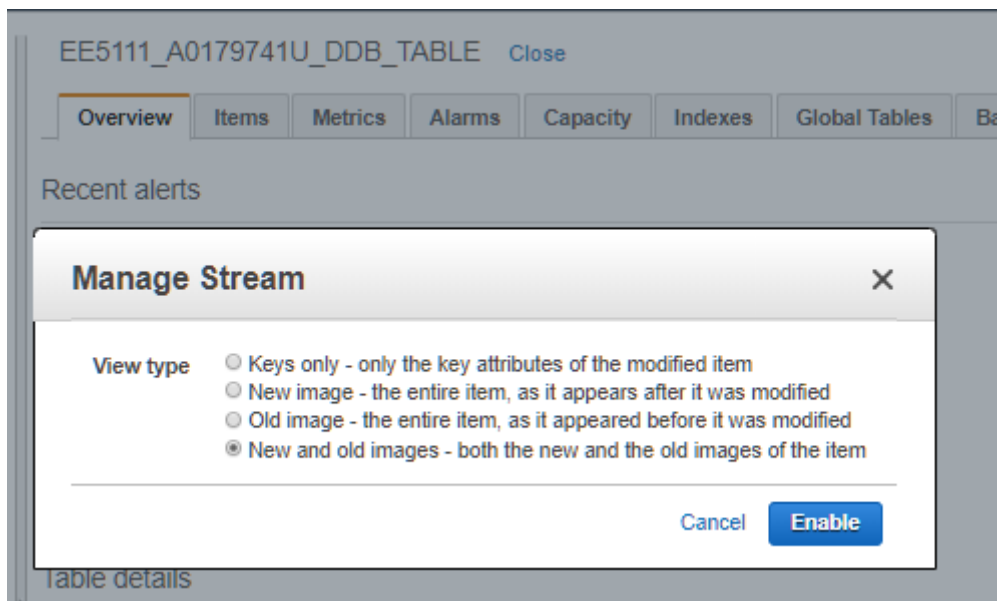 EE5111_A0179741U_DDB_TABLE Close
Overview Items Metrics Alarms Capacity Indexes Global Tables Ba
Recent alerts
Manage Stream
View type Keys only - only the key attributes of the modified item
New image - the entire item, as it appears after it was modified
Old image - the entire item, as it appeared before it was modified
New and old images - both the new and the old images of the item
Cancel Enable
Table details